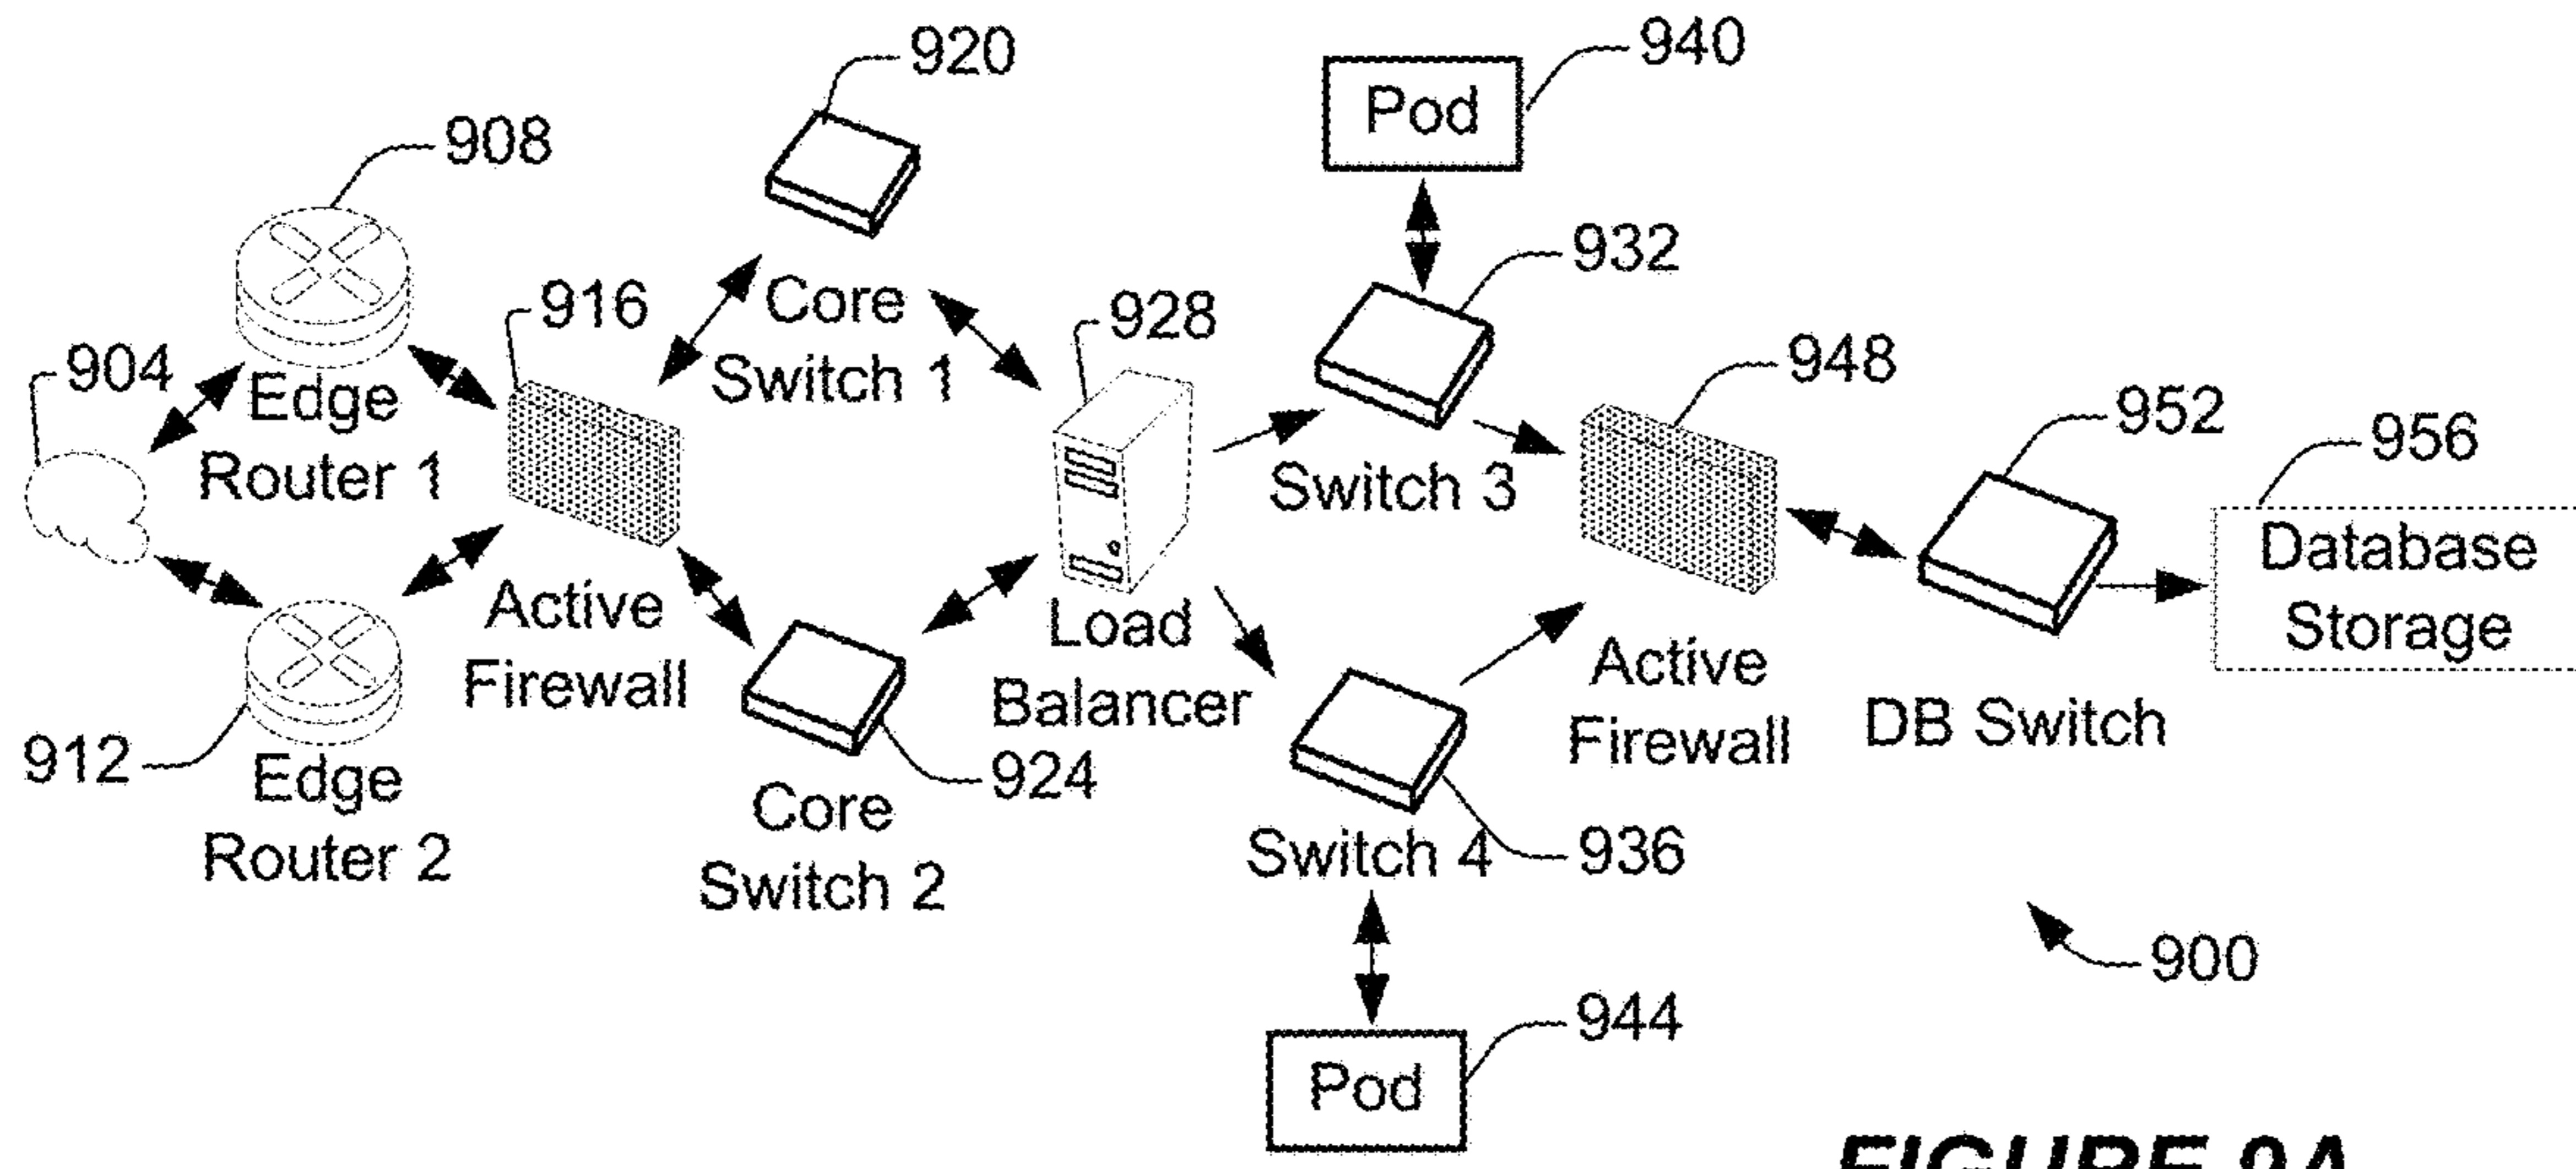 920
940
Pod
908
932
916
Core
Switch 1
928
948
904
Edge
Router 1
952
956
Switch 3
Database
Storage
Active
Firewall
Load
Balancer
Active
Firewall
DB Switch
912
Edge
Router 2
924
Core
Switch 2
Switch 4
936
900
944
Pod
FIGURE 9A